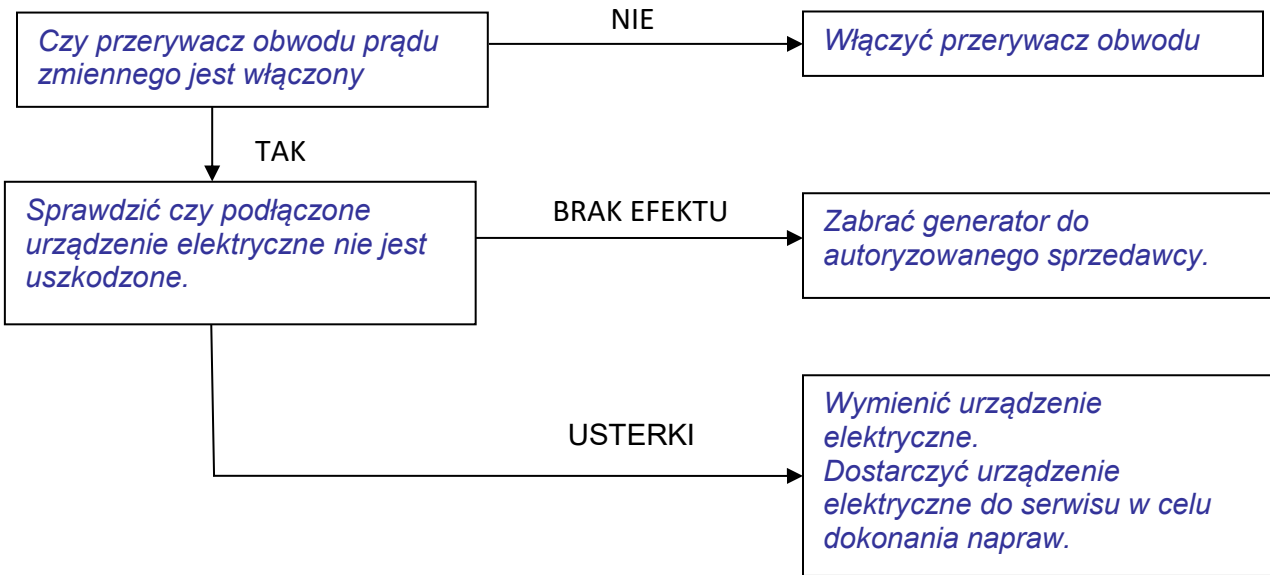 Czy przerywacz obwodu prądu
zmiennego jest włączony
NIE
Włączyć przerywacz obwodu
TAK
Sprawdzić czy podłączone
urządzenie elektryczne nie jest
uszkodzone.
BRAK EFEKTU
Zabrać generator do
autoryzowanego sprzedawcy.
USTERKI
Wymienić urządzenie
elektryczne.
Dostarczyć urządzenie
elektryczne do serwisu w celu
dokonania napraw.